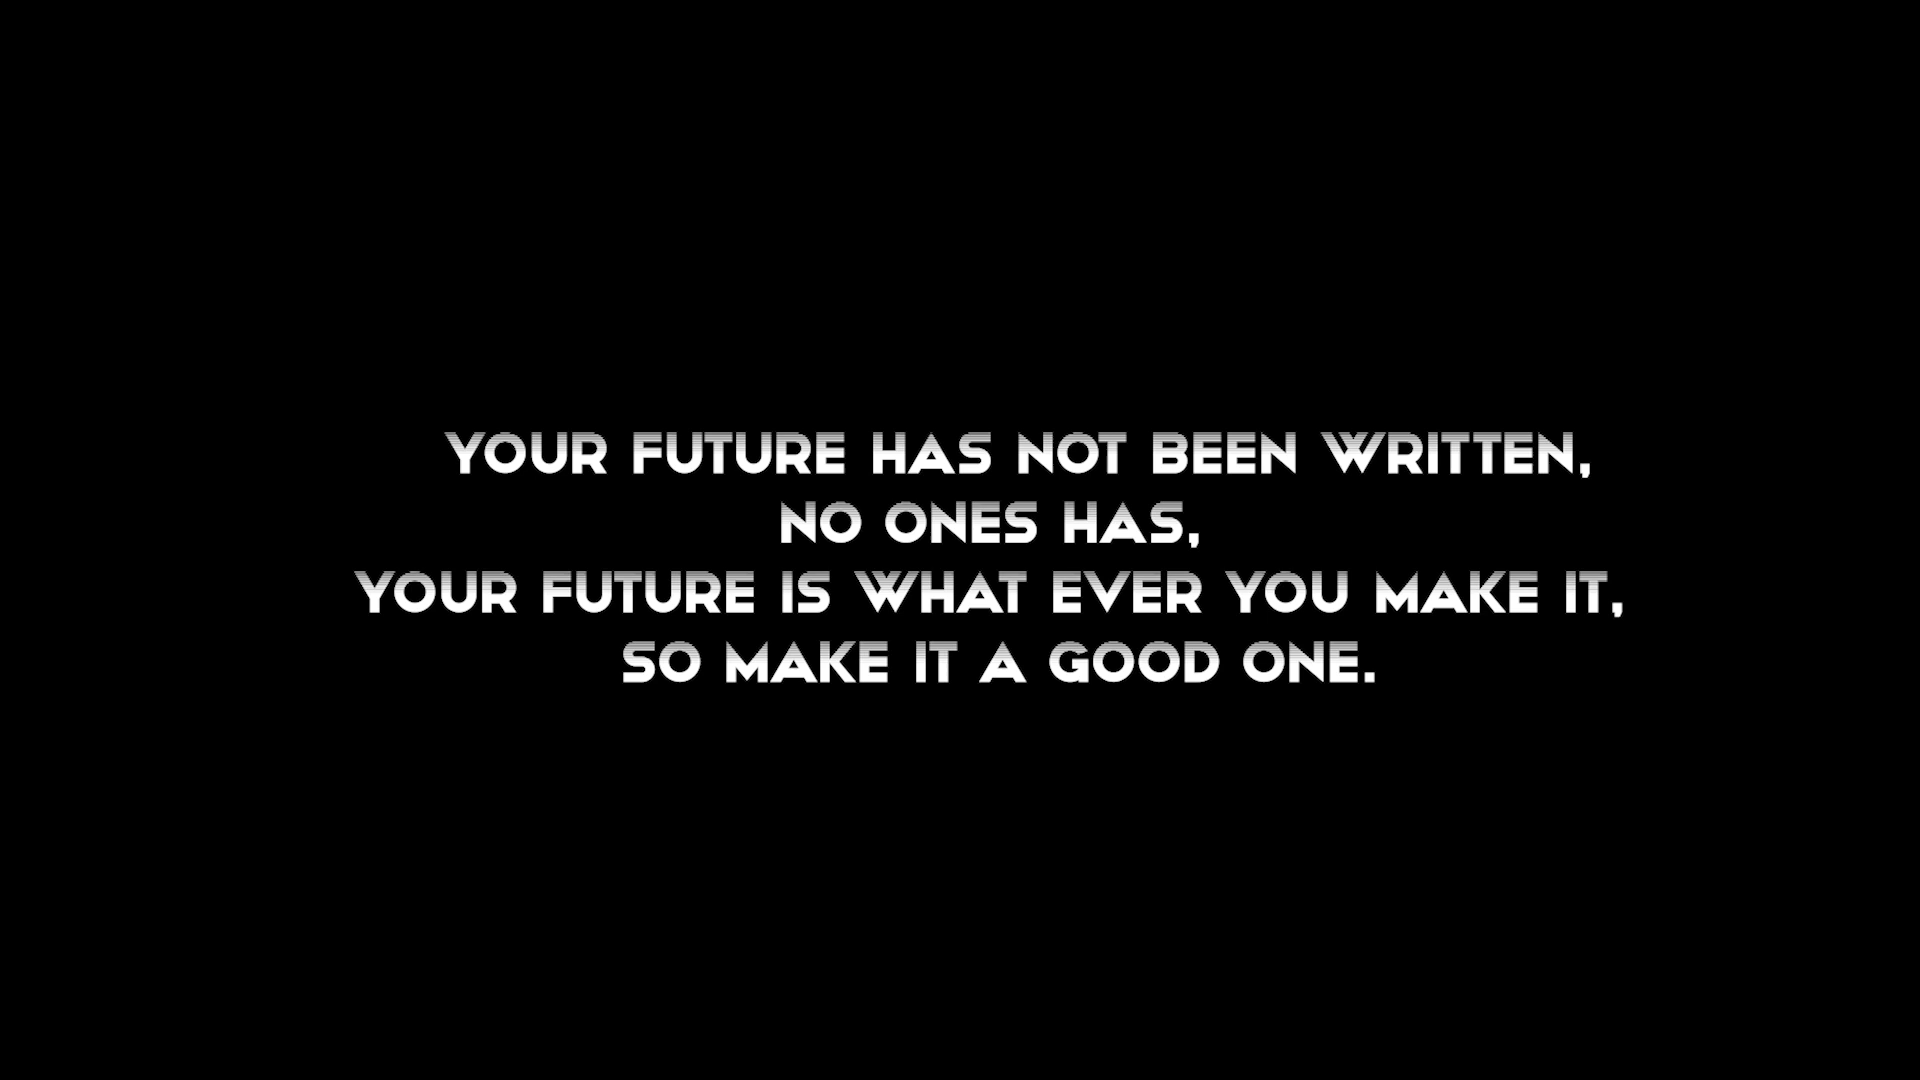 YOUR FUTURE HAS NOT BEEN WRITTEN,
NO ONES HAS,
YOUR FUTURE IS WHAT EVER YOU MAKE IT,
SO MAKE IT A GOOD ONE.